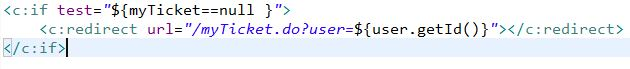 <c:if test="${myTicket==null }">
<c:redirect url="/myTicket.do?user=${user.getId()}"></c:redirect>
</c:if>